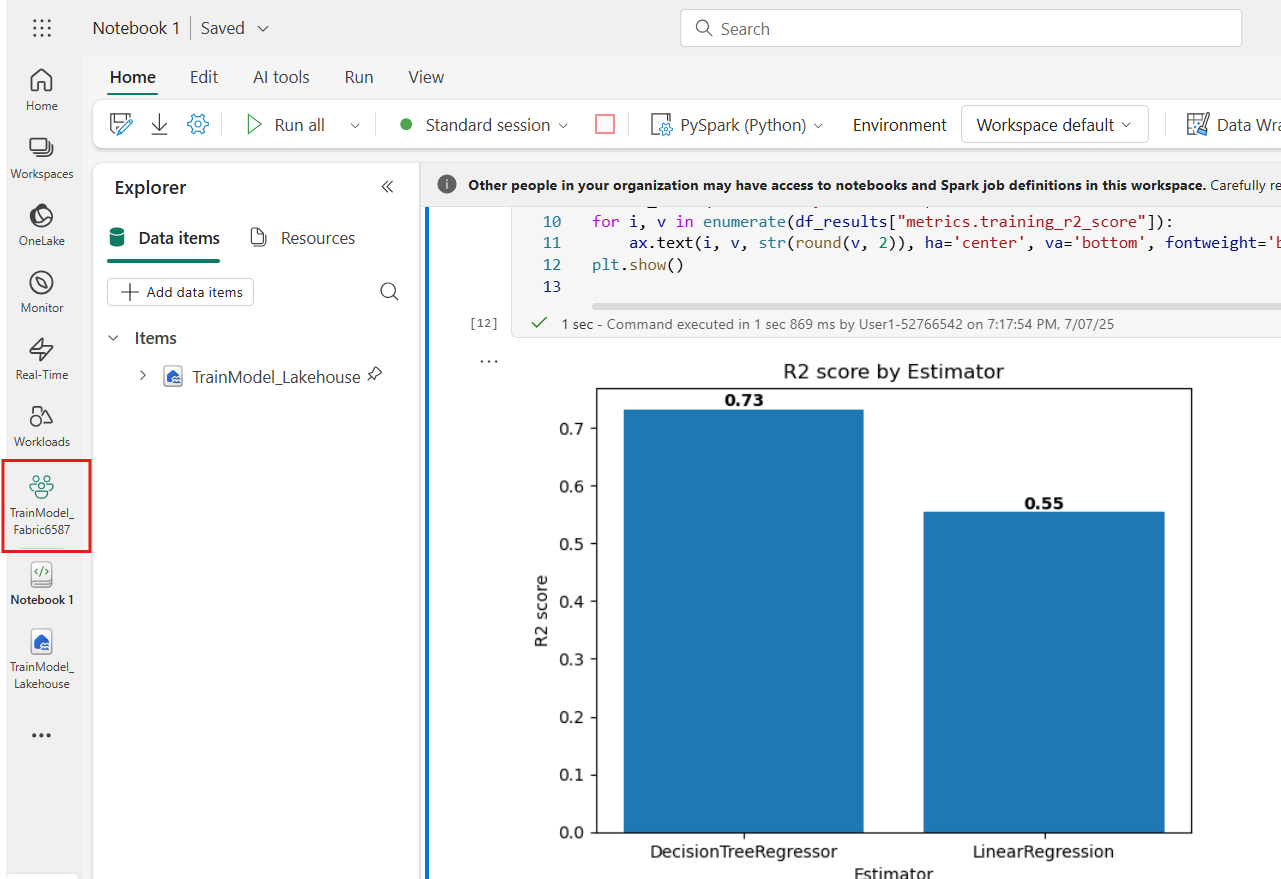 Notebook 1 Saved
Search
Home
Workspaces
OneLake
Monitor
Real-Time
Workloads
TrainModel_
Fabric6587
Notebook 1
TrainModel_
Lakehouse
Home Edit AI tools Run View
Run all Standard session PySpark (Python) Environment Workspace default Data Wra
Explorer
Data items Resources
Add data items
Items
TrainModel_Lakehouse
Other people in your organization may have access to notebooks and Spark job definitions in this workspace. Carefully re
10 for i, v in enumerate(df_results["metrics.training_r2_score"]):
11 ax.text(i, v, str(round(v, 2)), ha='center', va='bottom', fontweight='b
12 plt.show()
13
[12] 1 sec - Command executed in 1 sec 869 ms by User1-52766542 on 7:17:54 PM, 7/07/25
R2 score by Estimator
0.73
0.55
R2 score
0.7
0.6
0.5
0.4
0.3
0.2
0.1
0.0
DecisionTreeRegressor LinearRegression
Estimator